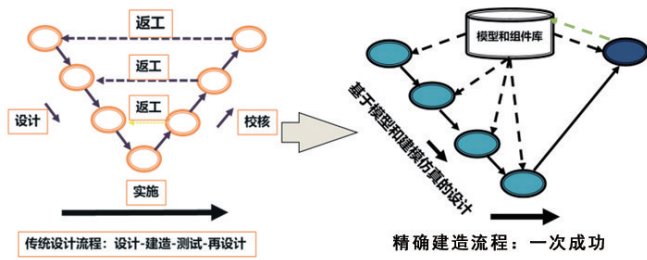 返工
返工
返工
设计
校核
实施
传统设计流程：设计-建造-测试-再设计
模型和组件库
基于模型和建模仿真的设计
精确建造流程：一次成功